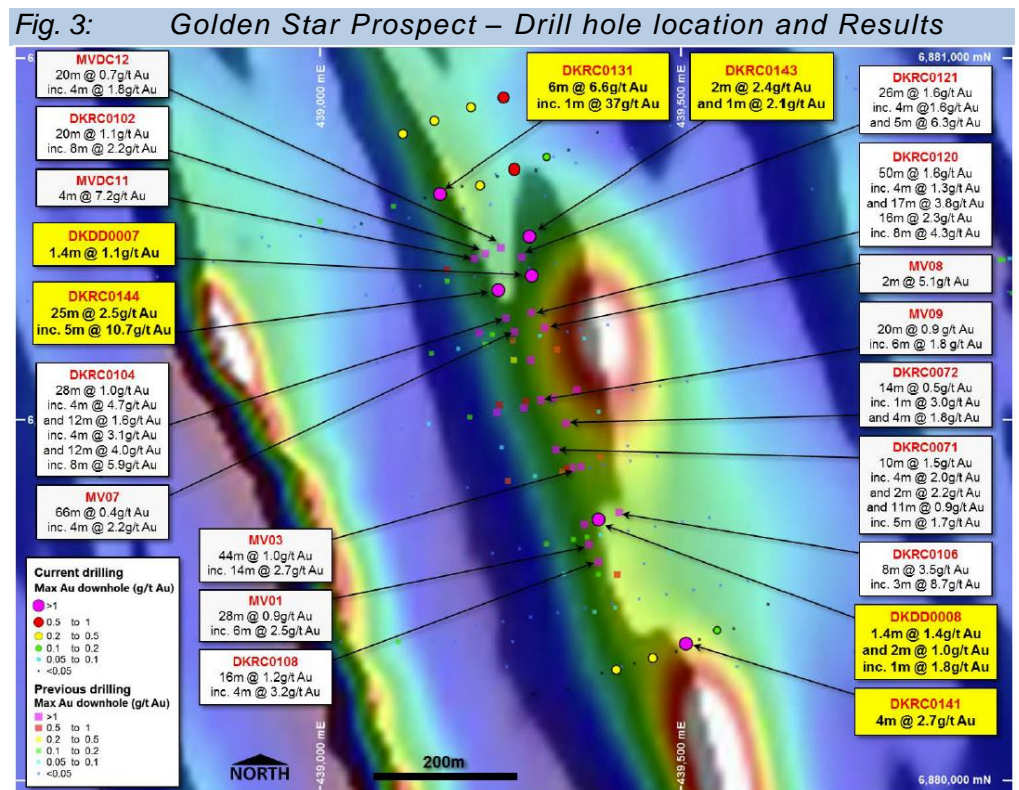 Fig. 3: Golden Star Prospect – Drill hole location and Results
6,881,000 mN
439,000 mE
439,500 mE
MVDC12
20m @ 0.7g/t Au
inc. 4m @ 1.8g/t Au
DKRC0102
20m @ 1.1g/t Au
inc. 8m @ 2.2g/t Au
MVDC11
4m @ 7.2g/t Au
DKDD0007
1.4m @ 1.1g/t Au
DKRC0144
25m @ 2.5g/t Au
inc. 5m @ 10.7g/t Au
DKRC0104
28m @ 1.0g/t Au
inc. 4m @ 4.7g/t Au
and 12m @ 1.6g/t Au
inc. 4m @ 3.1g/t Au
and 12m @ 4.0g/t Au
inc. 8m @ 5.9g/t Au
MV07
66m @ 0.4g/t Au
inc. 4m @ 2.2g/t Au
DKRC0131
6m @ 6.6g/t Au
inc. 1m @ 37g/t Au
DKRC0143
2m @ 2.4g/t Au
and 1m @ 2.1g/t Au
DKRC0121
26m @ 1.6g/t Au
inc. 4m @1.6g/t Au
and 5m @ 6.3g/t Au
DKRC0120
50m @ 1.6g/t Au
inc. 4m @ 1.3g/t Au
and 17m @ 3.8g/t Au
16m @ 2.3g/t Au
inc. 8m @ 4.3g/t Au
MV08
2m @ 5.1g/t Au
MV09
20m @ 0.9 g/t Au
inc. 6m @ 1.8 g/t Au
DKRC0072
14m @ 0.5g/t Au
inc. 1m @ 3.0g/t Au
and 4m @ 1.8g/t Au
DKRC0071
10m @ 1.5g/t Au
inc. 4m @ 2.0g/t Au
and 2m @ 2.2g/t Au
and 11m @ 0.9g/t Au
inc. 5m @ 1.7g/t Au
DKRC0106
8m @ 3.5g/t Au
inc. 3m @ 8.7g/t Au
DKDD0008
1.4m @ 1.4g/t Au
and 2m @ 1.0g/t Au
inc. 1m @ 1.8g/t Au
DKRC0141
4m @ 2.7g/t Au
MV03
44m @ 1.0g/t Au
inc. 14m @ 2.7g/t Au
MV01
28m @ 0.9g/t Au
inc. 6m @ 2.5g/t Au
DKRC0108
16m @ 1.2g/t Au
inc. 4m @ 3.2g/t Au
Current drilling
Max Au downhole (g/t Au)
>1
0.5 to 1
0.2 to 0.5
0.1 to 0.2
0.05 to 0.1
<0.05
Previous drilling
Max Au downhole (g/t Au)
>1
0.5 to 1
0.2 to 0.5
0.1 to 0.2
0.05 to 0.1
<0.05
NORTH
200m
439,000 mE
439,500 mE
6,880,000 mN